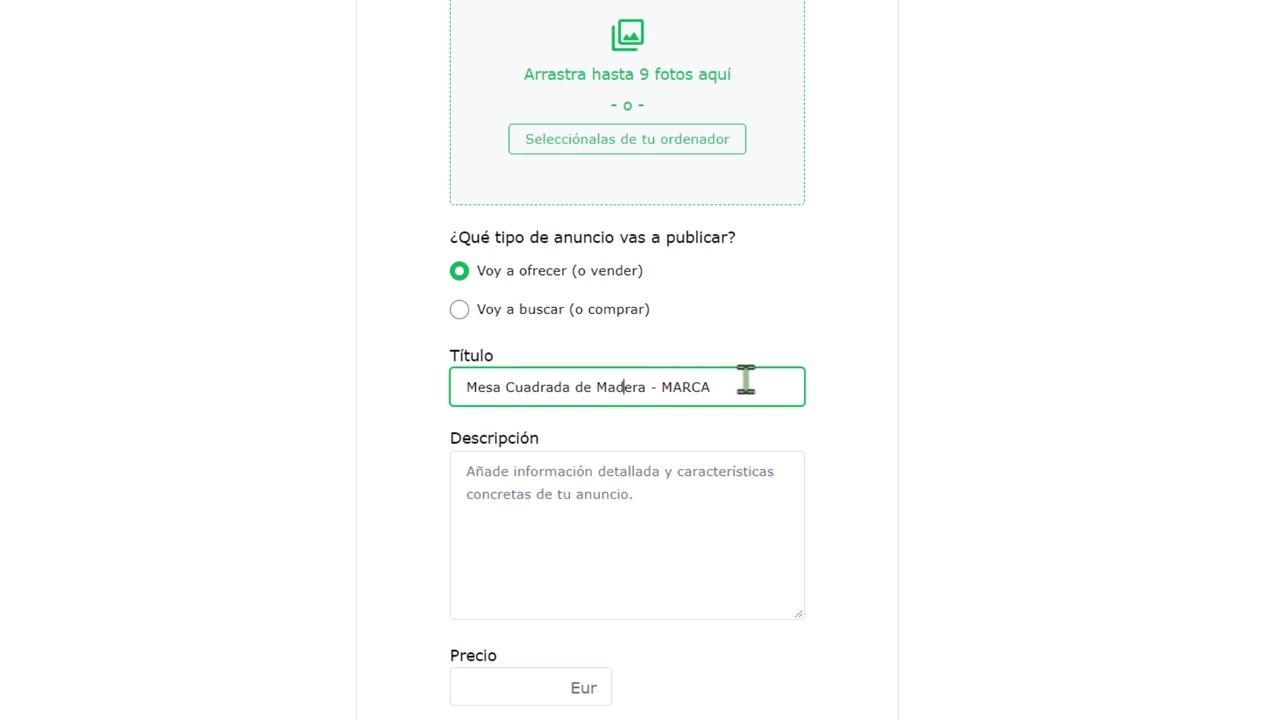 Arrastra hasta 9 fotos aquí
- o -
Selecciónalas de tu ordenador
¿Qué tipo de anuncio vas a publicar?
Voy a ofrecer (o vender)
Voy a buscar (o comprar)
Título
Mesa Cuadrada de Madera - MARCA
Descripción
Añade información detallada y características
concretas de tu anuncio.
Precio
Eur